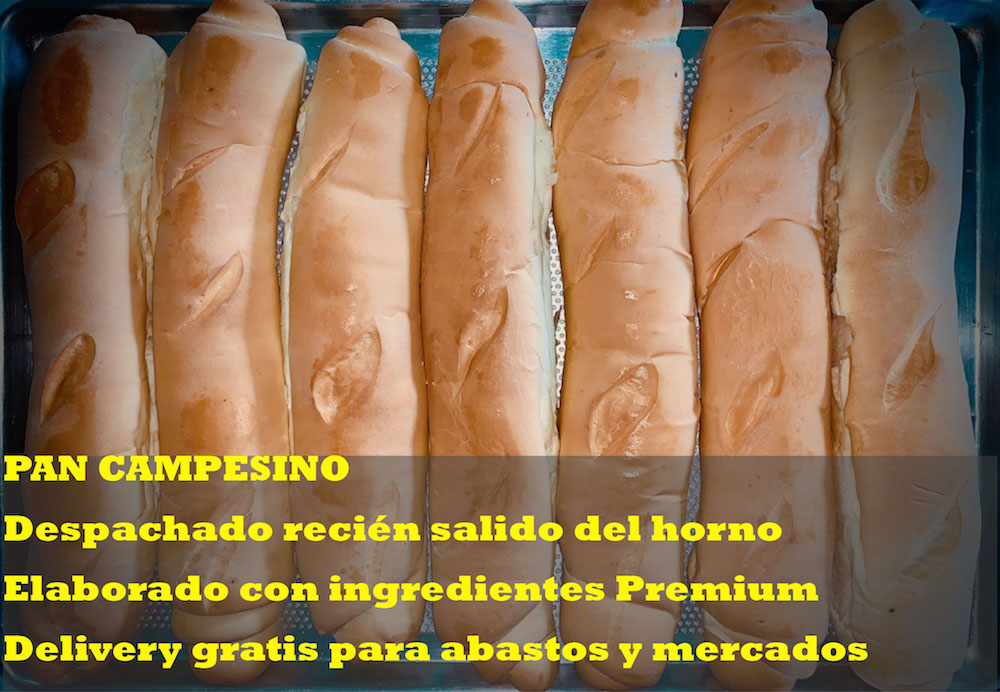 PAN CAMPESINO
Despachado recién salido del horno
Elaborado con ingredientes Premium
Delivery gratis para abastos y mercados